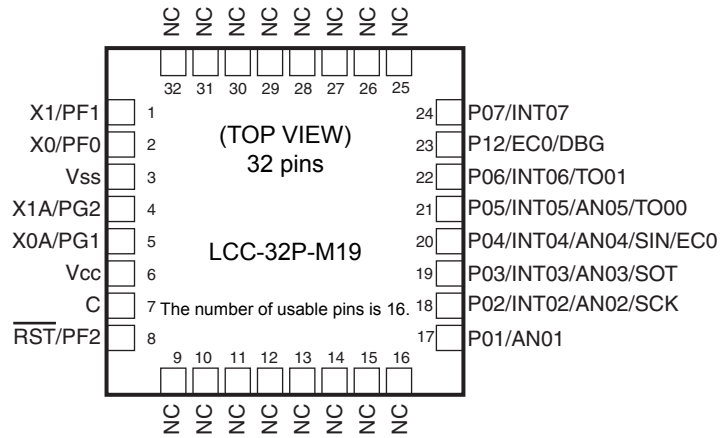 NC NC NC NC NC NC NC NC
32 31 30 29 28 27 26 25
X1/PF1 1
X0/PF0 2
Vss 3
X1A/PG2 4
X0A/PG1 5
Vcc 6
C 7
RST/PF2 8
(TOP VIEW)
32 pins
LCC-32P-M19
The number of usable pins is 16.
24 P07/INT07
23 P12/EC0/DBG
22 P06/INT06/TO01
21 P05/INT05/AN05/TO00
20 P04/INT04/AN04/SIN/EC0
19 P03/INT03/AN03/SOT
18 P02/INT02/AN02/SCK
17 P01/AN01
9 10 11 12 13 14 15 16
NC NC NC NC NC NC NC NC